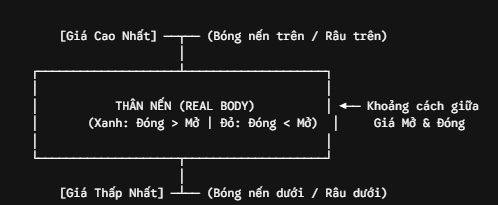 [Giá Cao Nhất] (Bóng nến trên / Râu trên)
THÂN NẾN (REAL BODY) Khoảng cách giữa
(Xanh: Đóng > Mở | Đỏ: Đóng < Mở) Giá Mở & Đóng
[Giá Thấp Nhất] (Bóng nến dưới / Râu dưới)